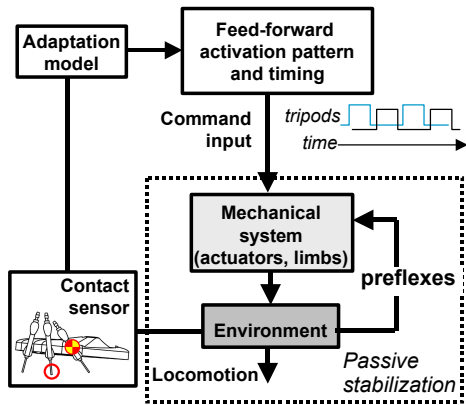 Adaptation
model
Feed-forward
activation pattern
and timing
Command
input
tripods
time
Mechanical
system
(actuators, limbs)
preflexes
Contact
sensor
Environment
Locomotion
Passive
stabilization